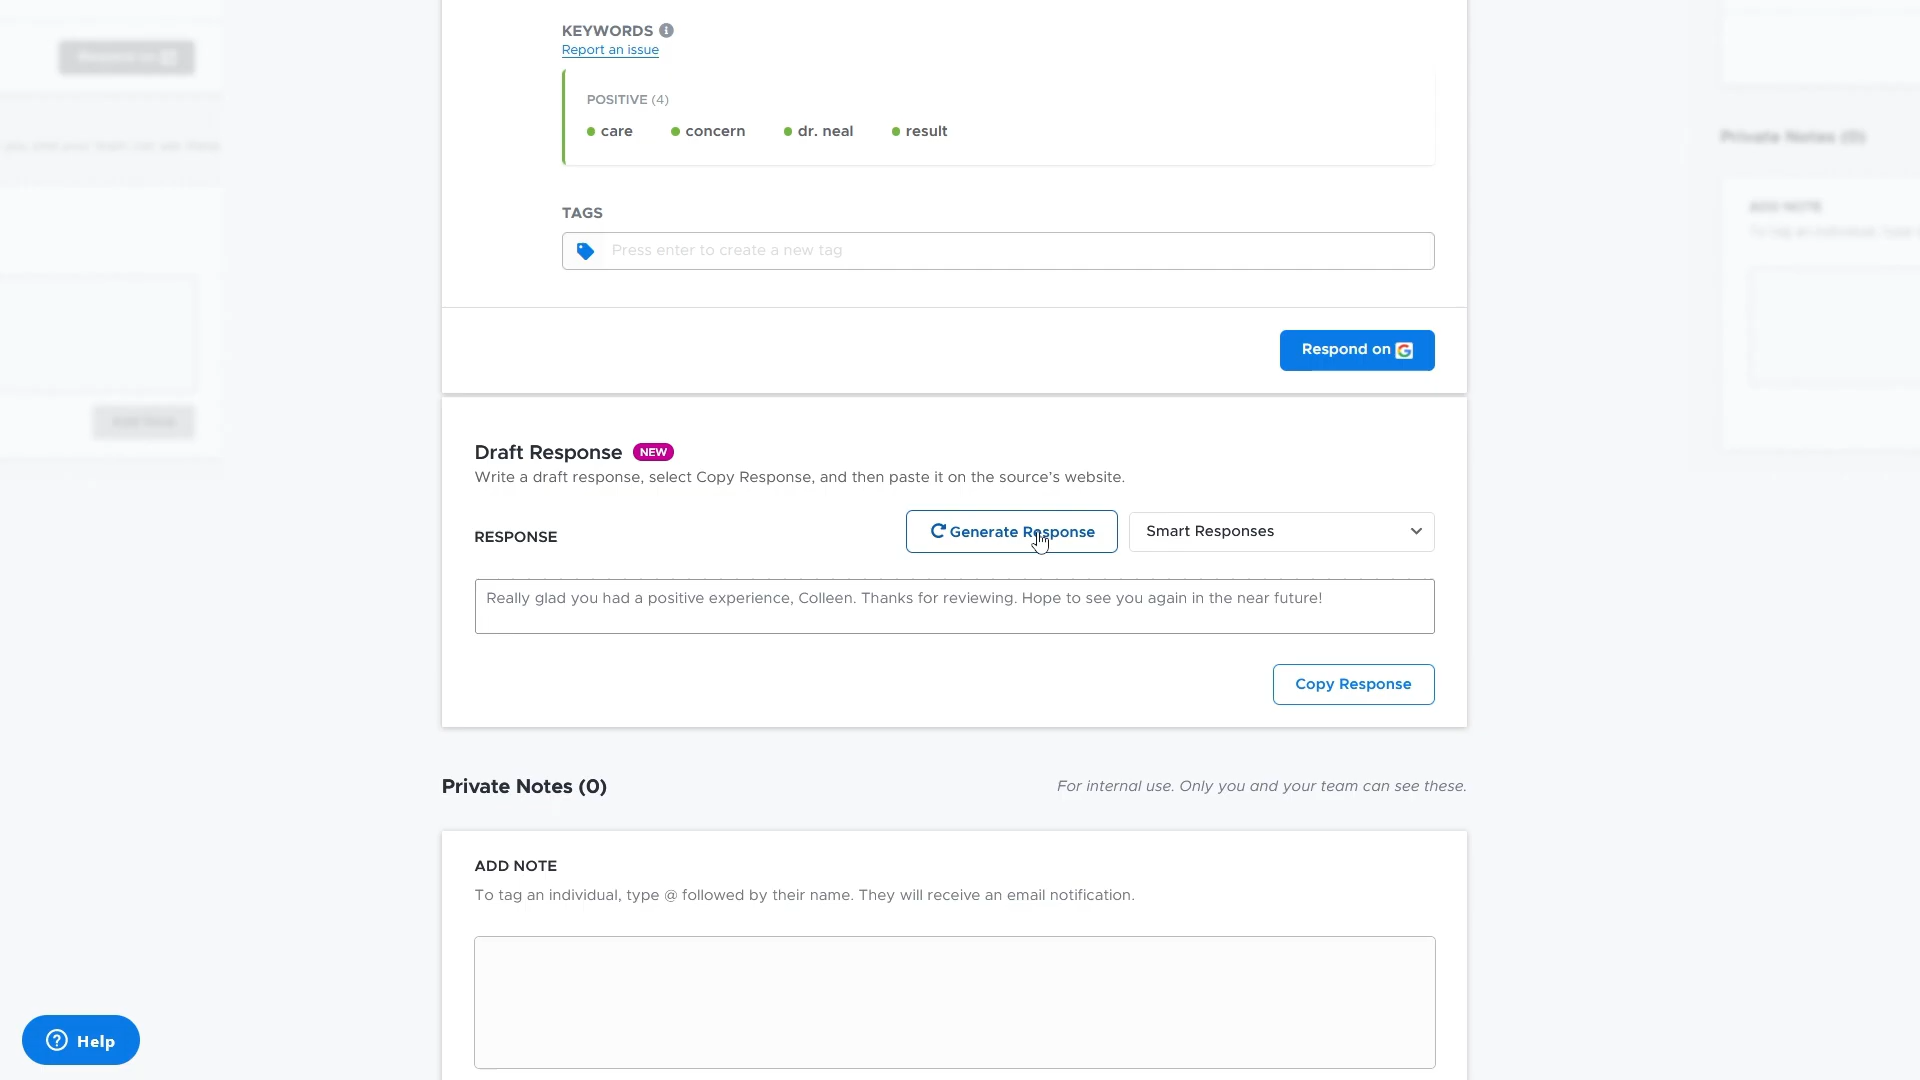 KEYWORDS
Report an issue
POSITIVE (4)
care
concern
dr. neal
result
TAGS
Press enter to create a new tag
Respond on
Draft Response NEW
Write a draft response, select Copy Response, and then paste it on the source's website.
RESPONSE
Generate Response
Smart Responses
Really glad you had a positive experience, Colleen. Thanks for reviewing. Hope to see you again in the near future!
Copy Response
Private Notes (0)
For internal use. Only you and your team can see these.
ADD NOTE
To tag an individual, type @ followed by their name. They will receive an email notification.
Help
Private Notes (0)
ADD NOTE